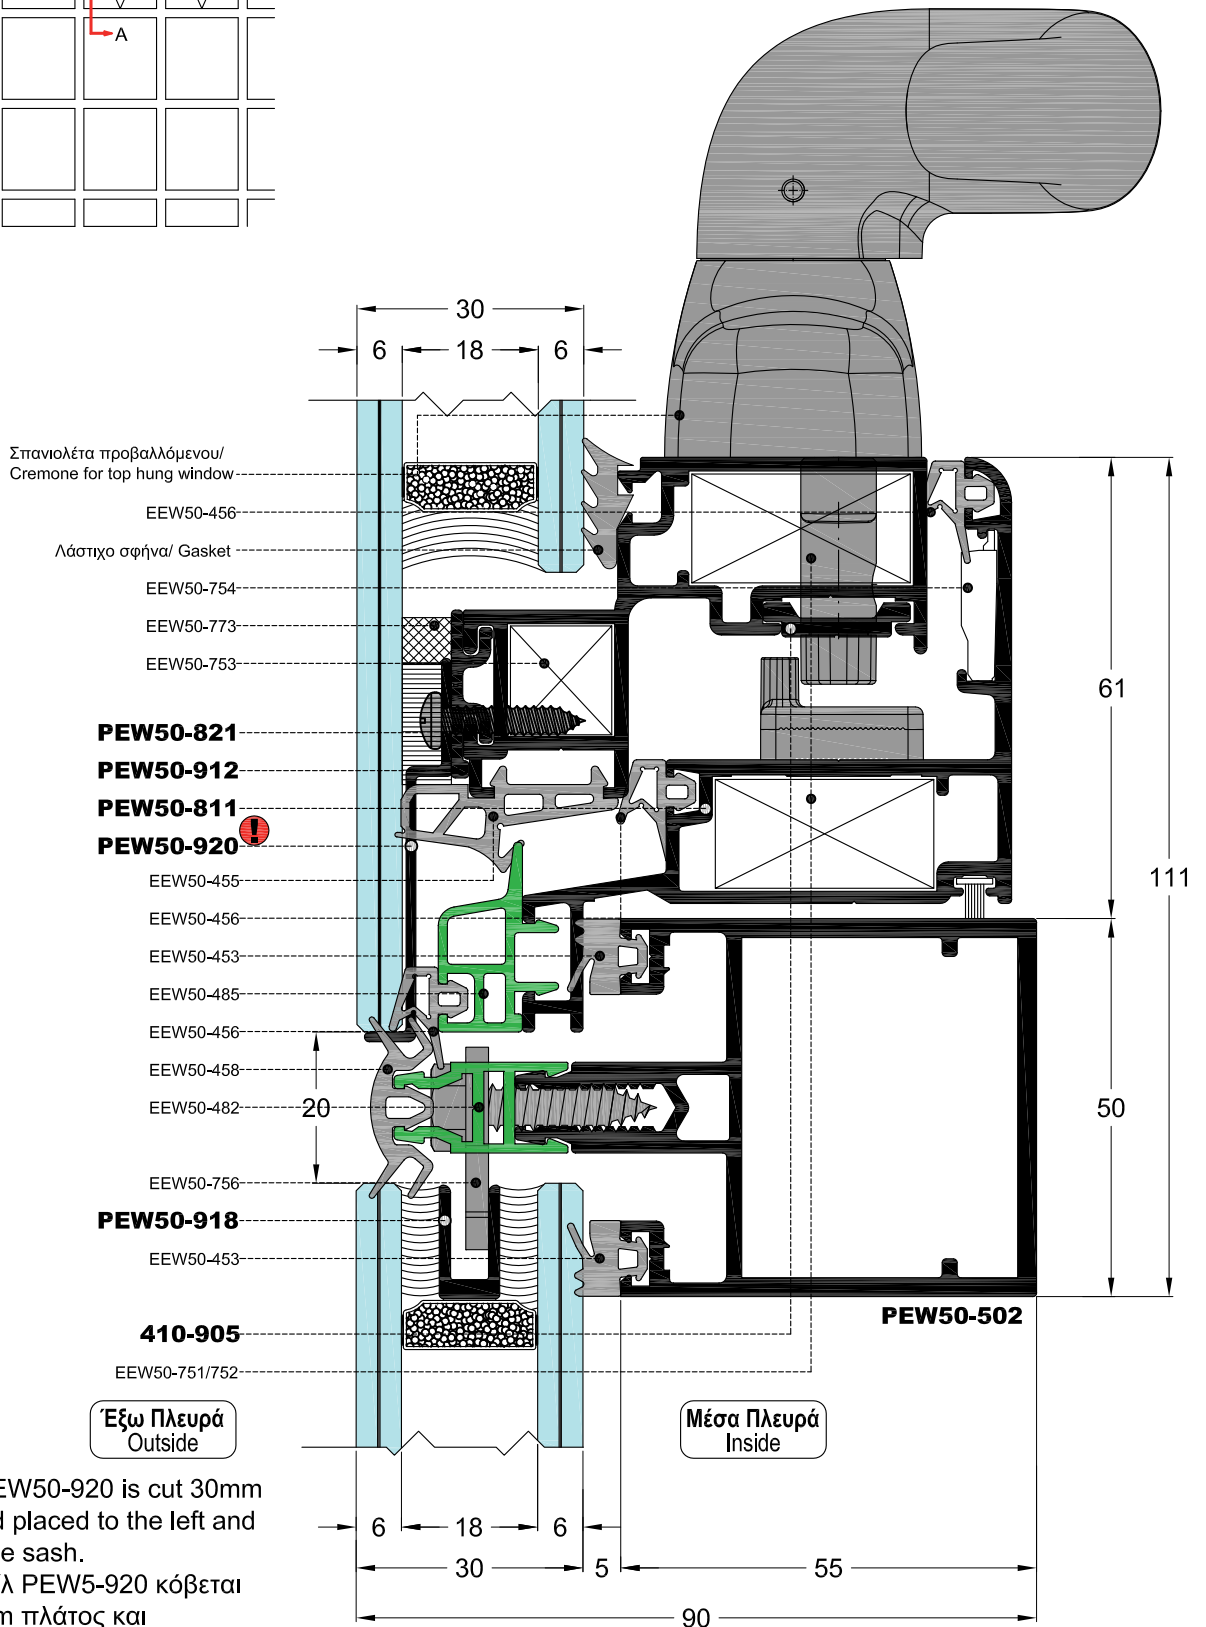 A
30
6 18 6
Σπανιολέτα προβαλλόμενου/
Cremone for top hung window
EEW50-456
Λάστιχο σφήνα/ Gasket
EEW50-754
EEW50-773
EEW50-753
61
PEW50-821
PEW50-912
PEW50-811
PEW50-920
!
EEW50-455
111
EEW50-456
EEW50-453
EEW50-485
EEW50-456
EEW50-458
EEW50-482
20
50
EEW50-756
PEW50-918
EEW50-453
PEW50-502
410-905
EEW50-751/752
Έξω Πλευρά
Outside
Μέσα Πλευρά
Inside
EW50-920 is cut 30mm
d placed to the left and
e sash.
λ PEW5-920 κόβεται
m πλάτος και
6 18 6
30 5 55
90